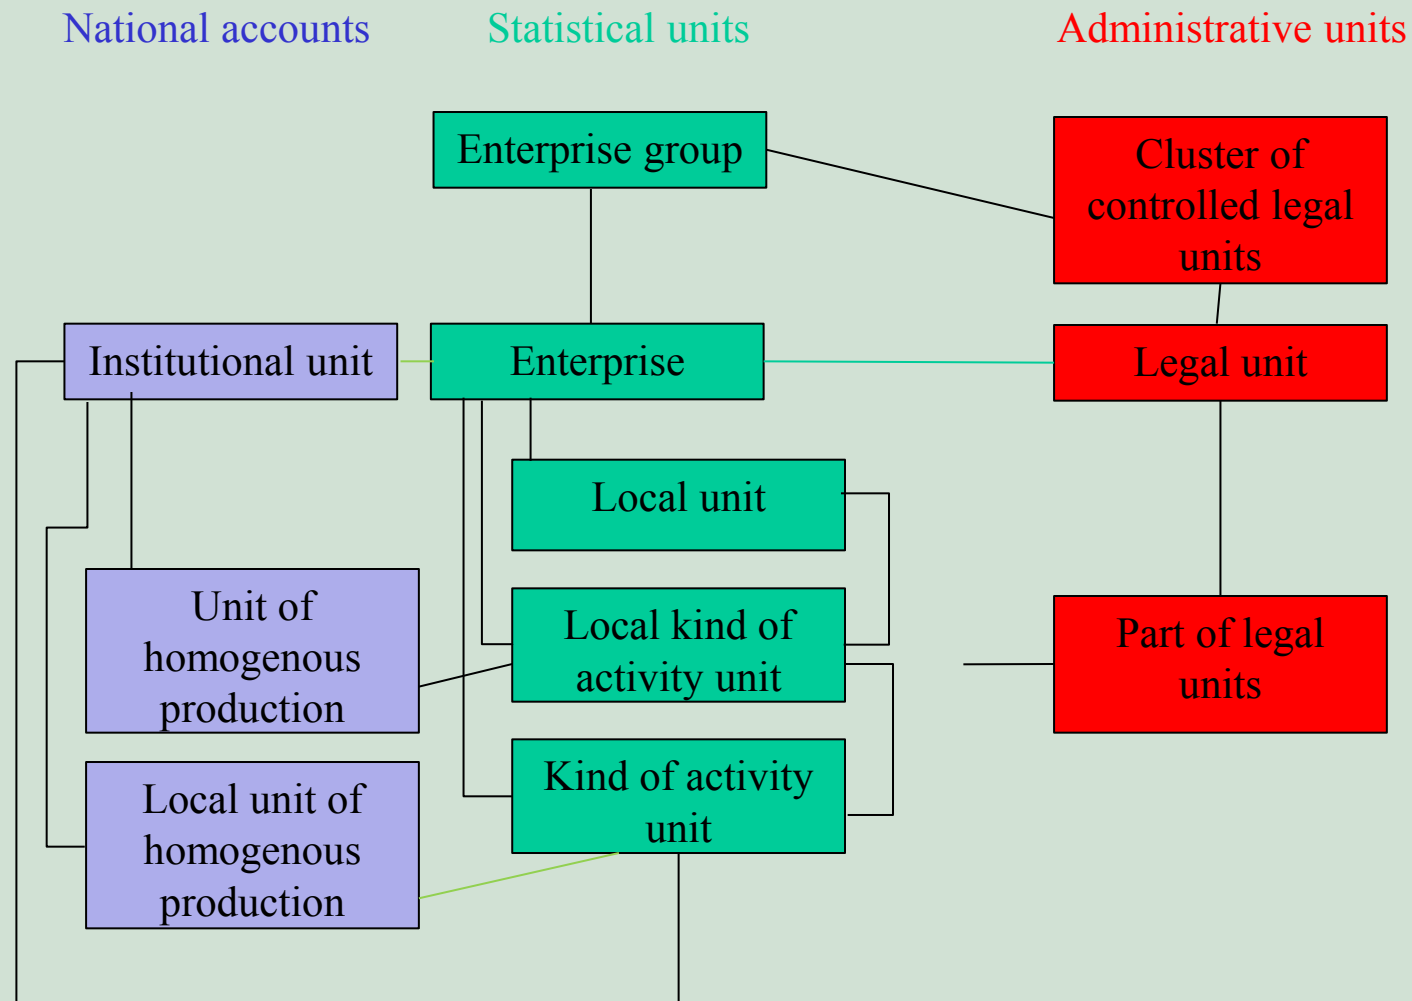 National accounts
Statistical units
Administrative units
Enterprise group
Cluster of
controlled legal
units
Institutional unit
Enterprise
Legal unit
Local unit
Unit of
homogenous
production
Local kind of
activity unit
Part of legal
units
Kind of activity
unit
Local unit of
homogenous
production